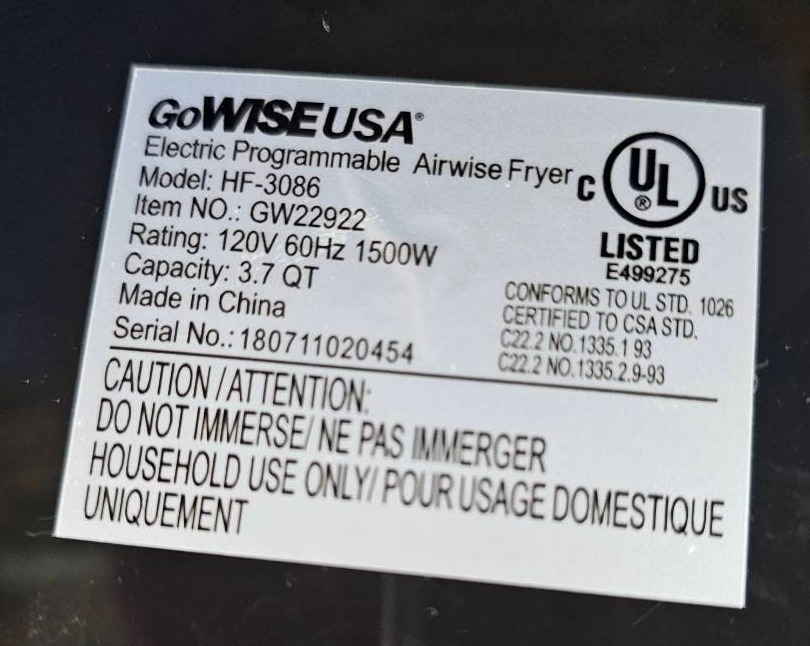 GoWISEUSA®
Electric Programmable Airwise Fryer
Model: HF-3086
Item NO.: GW22922
Rating: 120V 60Hz 1500W
Capacity: 3.7 QT
Made in China
Serial No.: 180711020454
C UL® US
LISTED
E499275
CONFORMS TO UL STD. 1026
CERTIFIED TO CSA STD.
C22.2 NO.1335.1 93
C22.2 NO.1335.2.9-93
CAUTION / ATTENTION:
DO NOT IMMERSE/ NE PAS IMMERGER
HOUSEHOLD USE ONLY/ POUR USAGE DOMESTIQUE
UNIQUEMENT